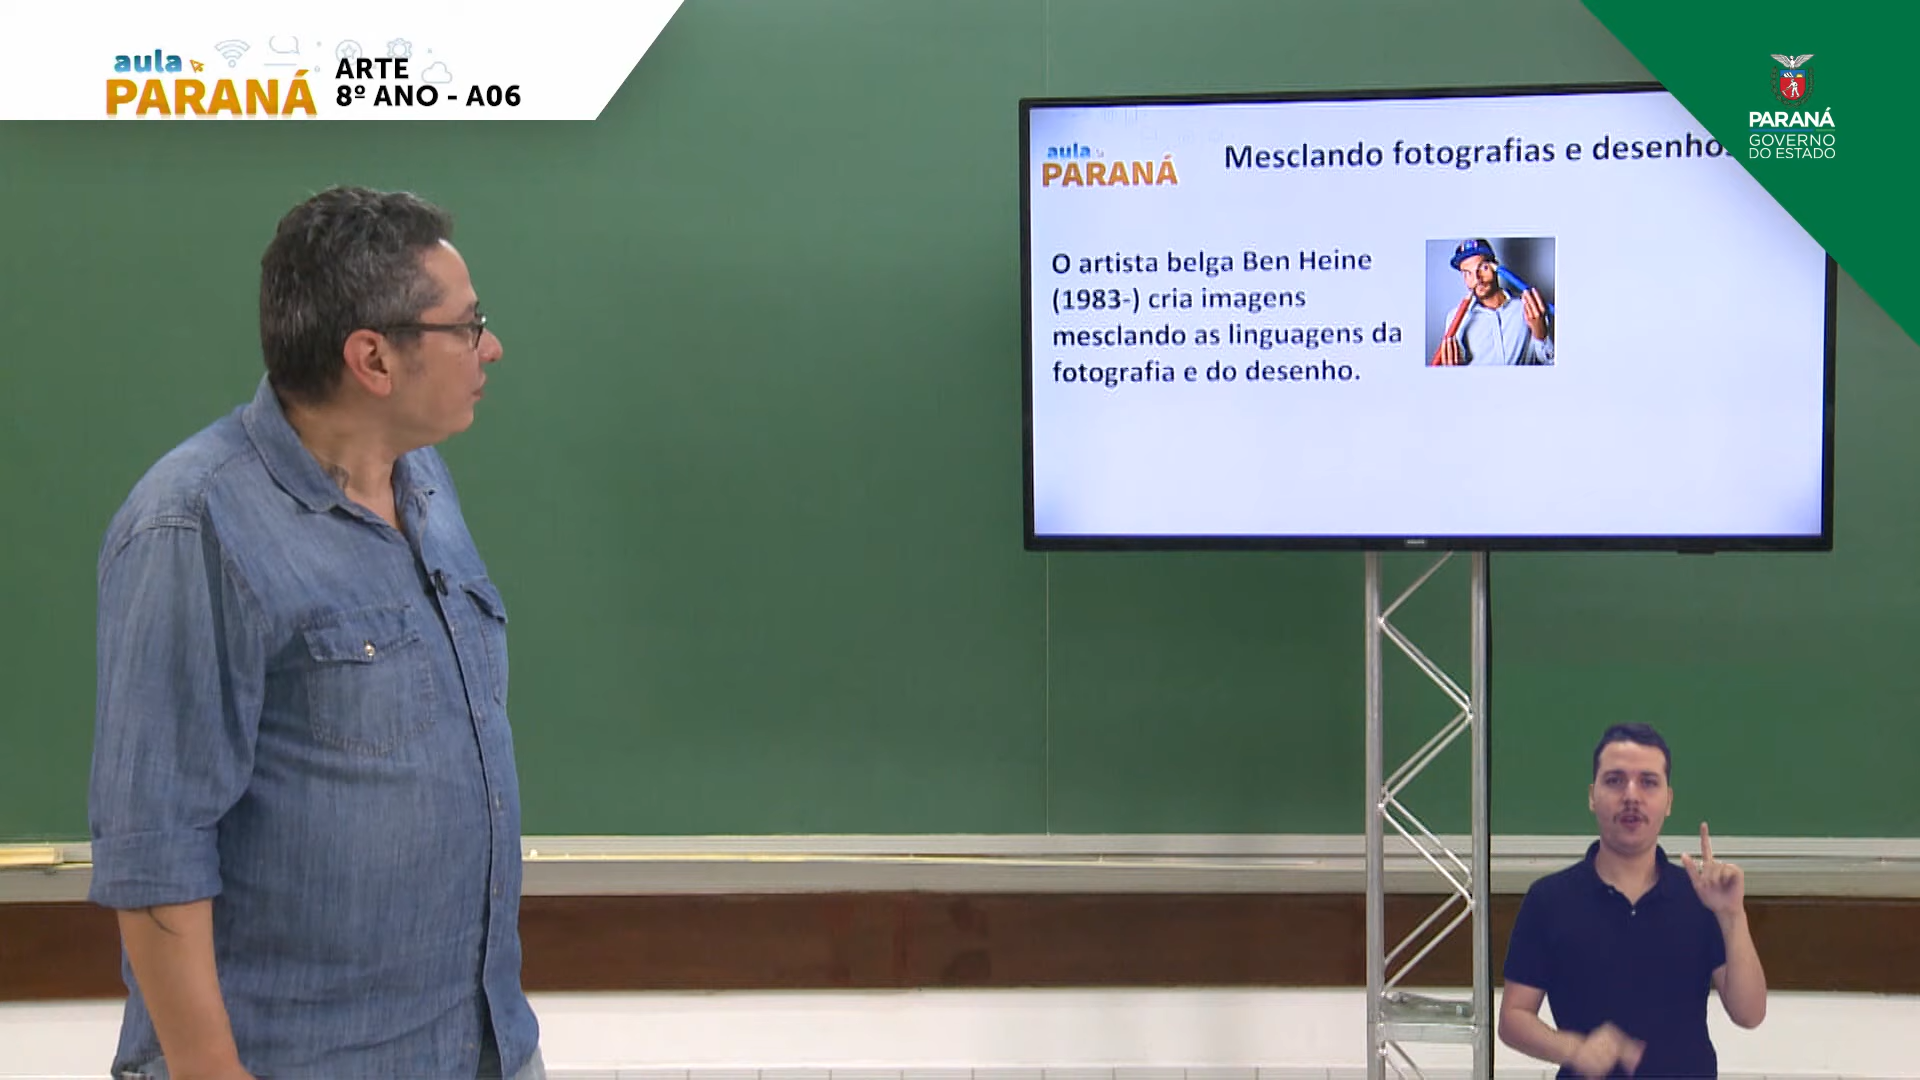 aula
PARANÁ
ARTE
8º ANO - A06
PARANÁ
GOVERNO
DO ESTADO
aula
PARANÁ
Mesclando fotografias e desenhos
O artista belga Ben Heine
(1983-) cria imagens
mesclando as linguagens da
fotografia e do desenho.